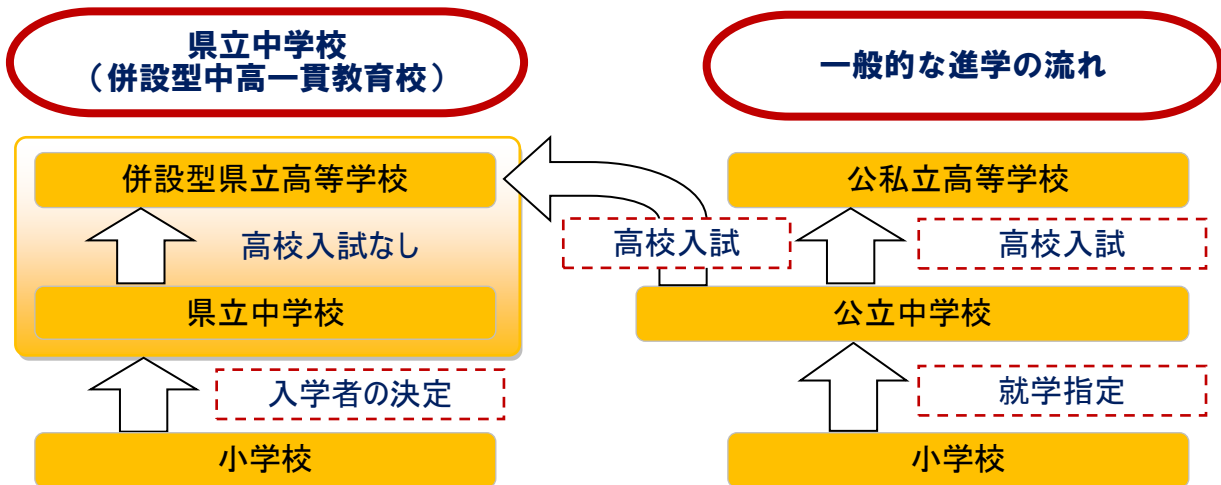 県立中学校
（併設型中高一貫教育校）
一般的な進学の流れ
併設型県立高等学校
公私立高等学校
高校入試なし
高校入試
高校入試
県立中学校
公立中学校
入学者の決定
就学指定
小学校
小学校